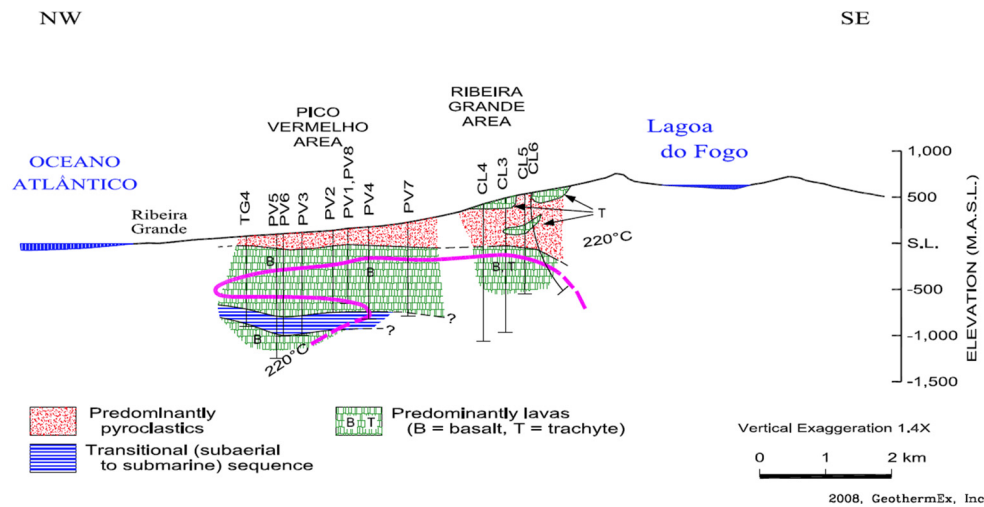 NW
SE
RIBEIRA
GRANDE
AREA
PICO
VERMELHO
AREA
Lagoa
do Fogo
OCEANO
ATLÂNTICO
Ribeira
Grande
TG4
PV5
PV6
PV3
PV2
PV1,PV8
PV4
PV7
CL4
CL3
CL5
CL6
T
220°C
B
B
B,T
B
?
?
220°C
1,000
500
S.L.
-500
-1,000
-1,500
ELEVATION (M.A.S.L.)
Predominantly
pyroclastics
Transitional (subaerial
to submarine) sequence
B T
Predominantly lavas
(B = basalt, T = trachyte)
Vertical Exaggeration 1,4X
0 1 2 km
2008, GeothermEx, Inc